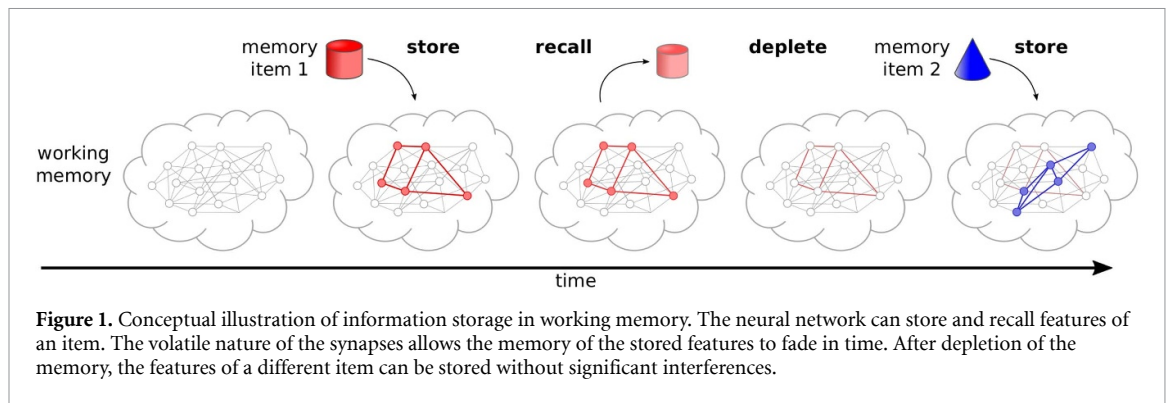 memory
item 1
store
recall
deplete
memory
item 2
store
working
memory
time
Figure 1. Conceptual illustration of information storage in working memory. The neural network can store and recall features of
an item. The volatile nature of the synapses allows the memory of the stored features to fade in time. After depletion of the
memory, the features of a different item can be stored without significant interferences.